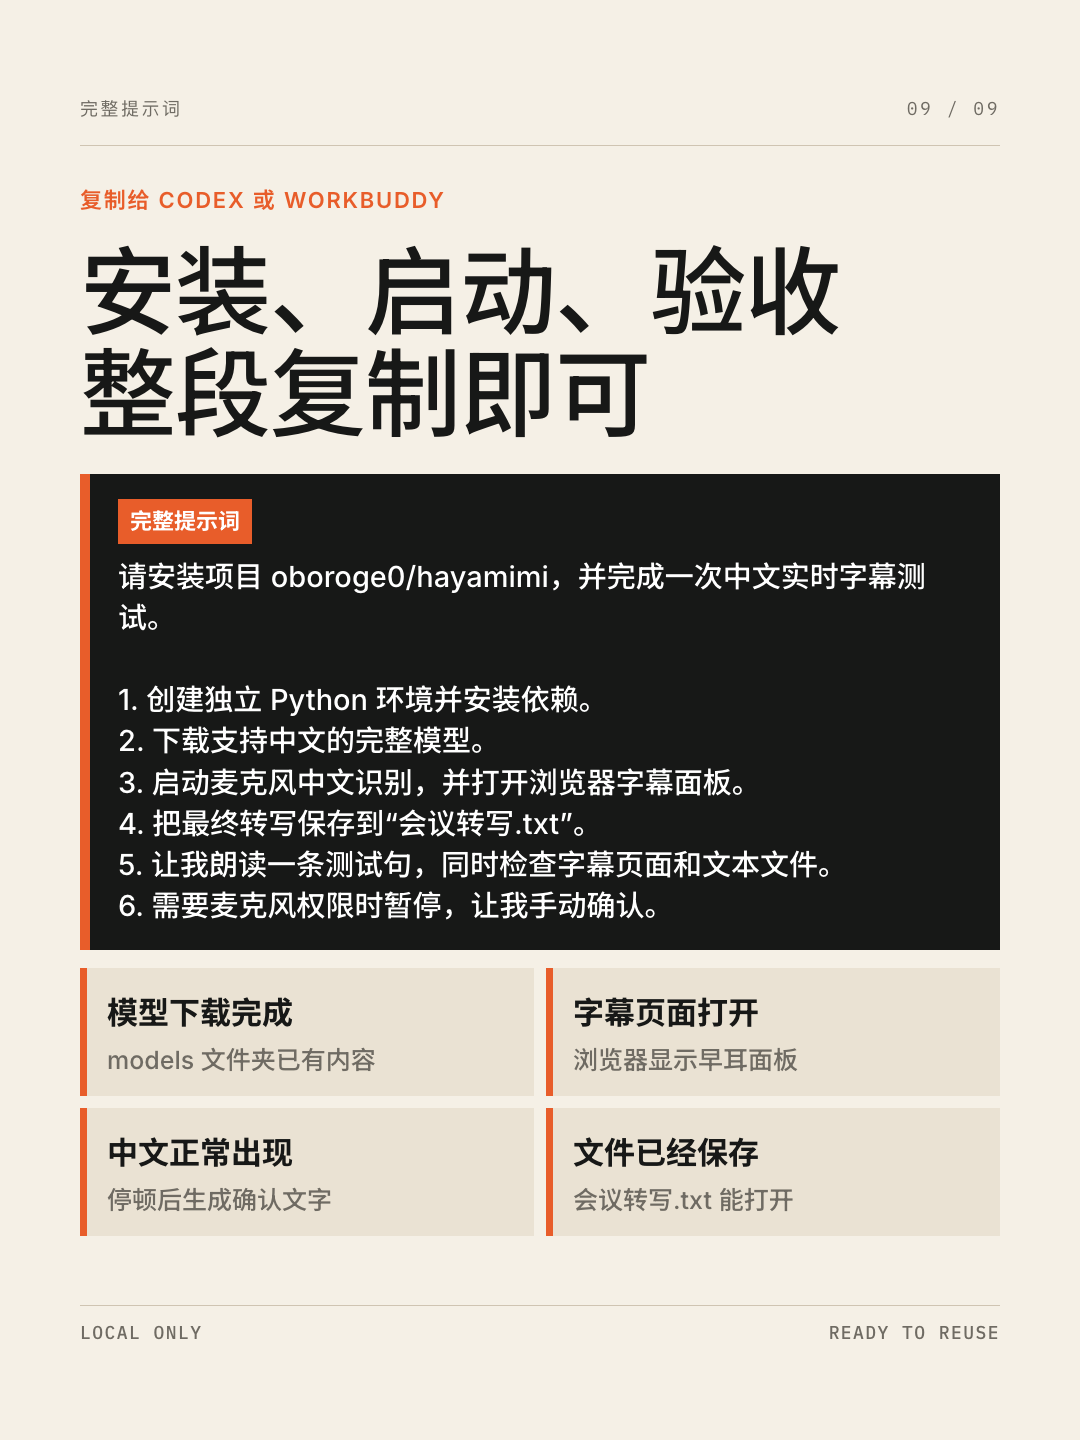 完整提示词
09 / 09
复制给 CODEX 或 WORKBUDDY
安装、启动、验收
整段复制即可
完整提示词
请安装项目 oboroge0/hayamimi，并完成一次中文实时字幕测
试。
1. 创建独立 Python 环境并安装依赖。
2. 下载支持中文的完整模型。
3. 启动麦克风中文识别，并打开浏览器字幕面板。
4. 把最终转写保存到“会议转写.txt”。
5. 让我朗读一条测试句，同时检查字幕页面和文本文件。
6. 需要麦克风权限时暂停，让我手动确认。
模型下载完成
models 文件夹已有内容
字幕页面打开
浏览器显示早耳面板
中文正常出现
停顿后生成确认文字
文件已经保存
会议转写.txt 能打开
LOCAL ONLY
READY TO REUSE